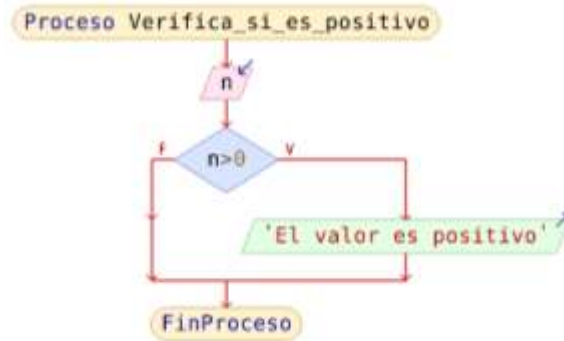 Proceso Verifica_si_es_positivo
n
F
n>0
V
'El valor es positivo'
FinProceso